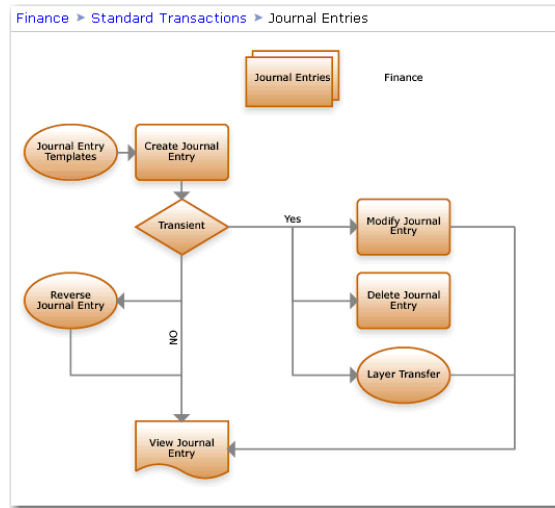 Finance > Standard Transactions > Journal Entries
Journal Entries
Finance
Journal Entry
Templates
Create Journal
Entry
Transient
Yes
Modify Journal
Entry
Reverse
Journal Entry
Delete Journal
Entry
NO
Layer Transfer
View Journal
Entry